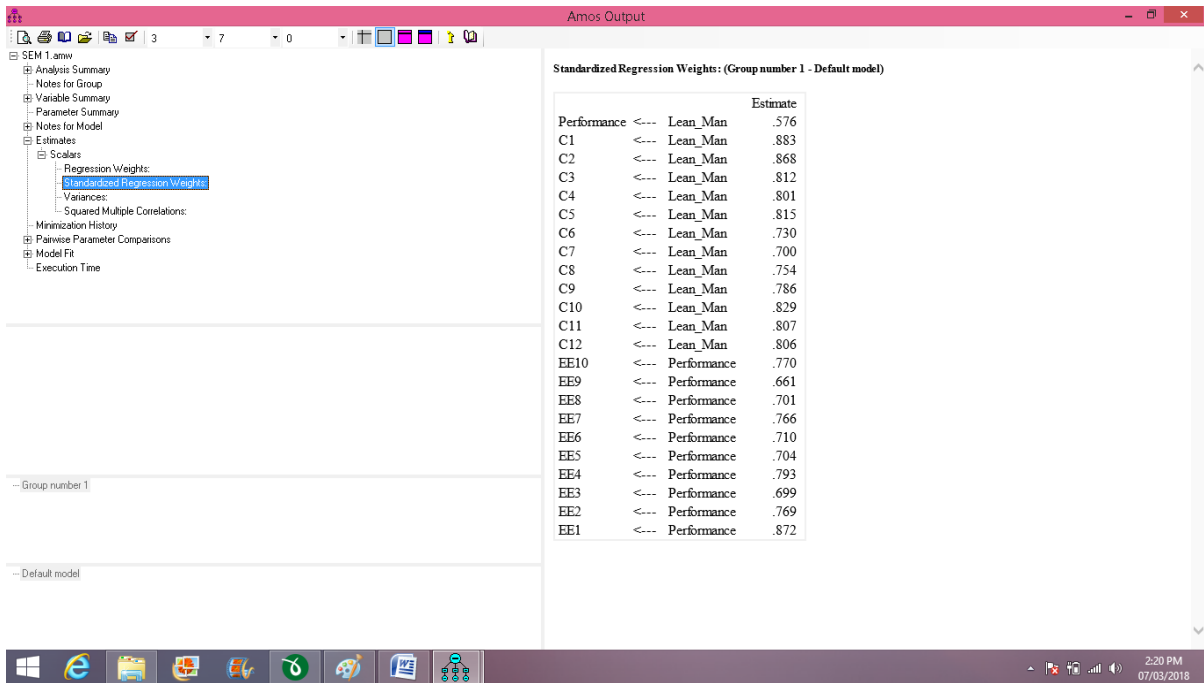 Amos Output
3 7 0
SEM 1.amw
Analysis Summary
Notes for Group
Variable Summary
Parameter Summary
Notes for Model
Estimates
Scalars
Regression Weights:
Standardized Regression Weights:
Variances:
Squared Multiple Correlations:
Minimization History
Pairwise Parameter Comparisons
Model Fit
Execution Time
Group number 1
Default model
Standardized Regression Weights: (Group number 1 - Default model)
Estimate
Performance <--- Lean_Man .576
C1 <--- Lean_Man .883
C2 <--- Lean_Man .868
C3 <--- Lean_Man .812
C4 <--- Lean_Man .801
C5 <--- Lean_Man .815
C6 <--- Lean_Man .730
C7 <--- Lean_Man .700
C8 <--- Lean_Man .754
C9 <--- Lean_Man .786
C10 <--- Lean_Man .829
C11 <--- Lean_Man .807
C12 <--- Lean_Man .806
EE10 <--- Performance .770
EE9 <--- Performance .661
EE8 <--- Performance .701
EE7 <--- Performance .766
EE6 <--- Performance .710
EE5 <--- Performance .704
EE4 <--- Performance .793
EE3 <--- Performance .699
EE2 <--- Performance .769
EE1 <--- Performance .872
2:20 PM
07/03/2018